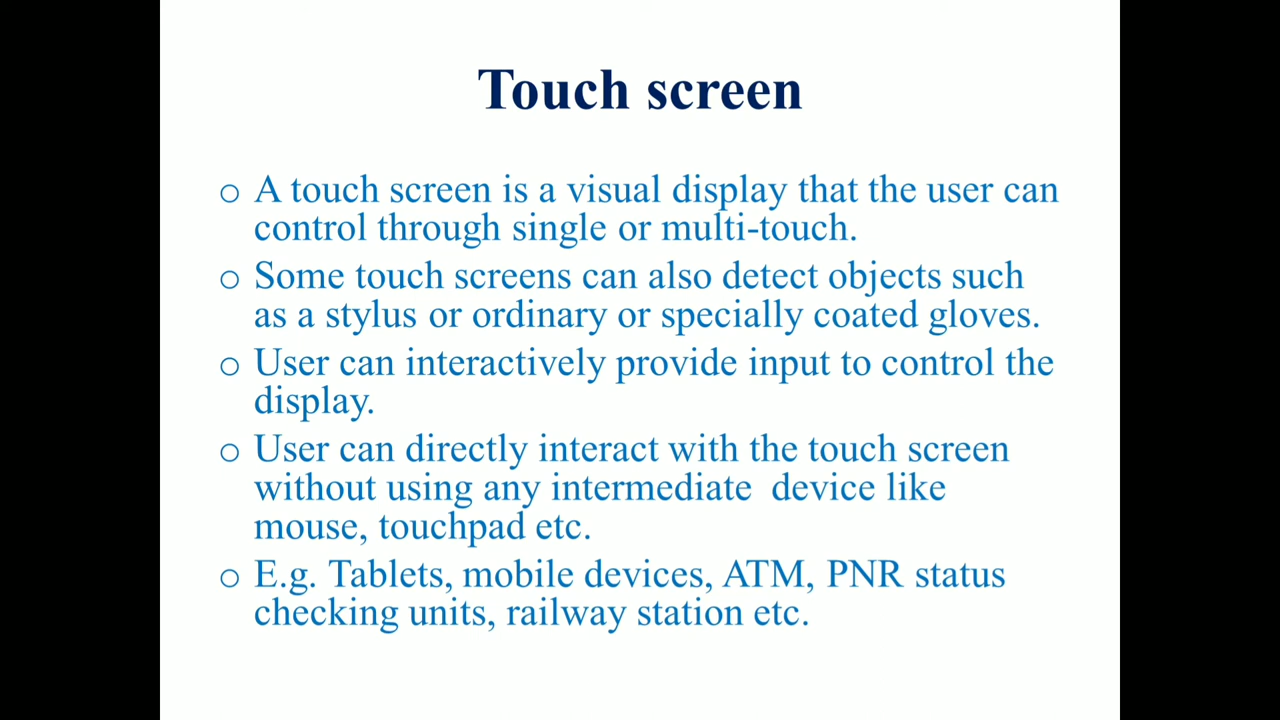 Touch screen
o A touch screen is a visual display that the user can
control through single or multi-touch.
o Some touch screens can also detect objects such
as a stylus or ordinary or specially coated gloves.
o User can interactively provide input to control the
display.
o User can directly interact with the touch screen
without using any intermediate  device like
mouse, touchpad etc.
o E.g. Tablets, mobile devices, ATM, PNR status
checking units, railway station etc.